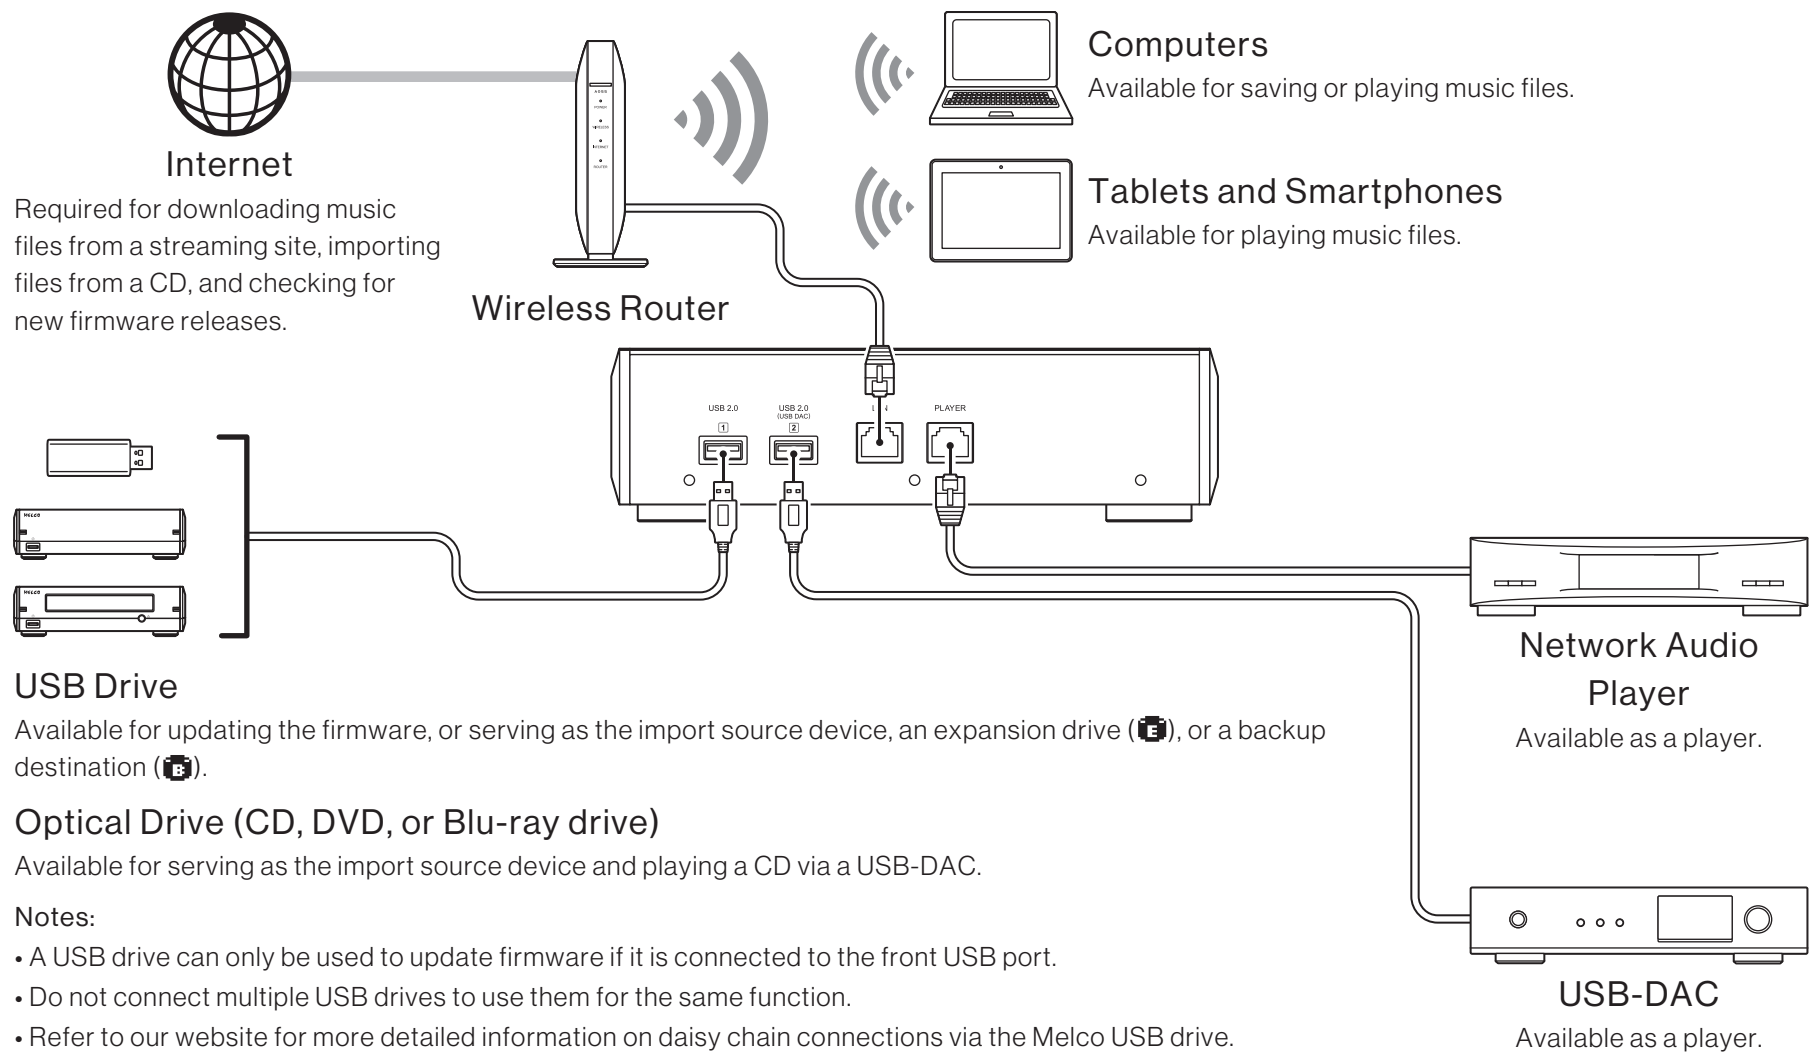 Internet
Required for downloading music
files from a streaming site, importing
files from a CD, and checking for
new firmware releases.
POWER
WIRELESS
INTERNET
ROUTER
Wireless Router
Computers
Available for saving or playing music files.
Tablets and Smartphones
Available for playing music files.
USB 2.0
1
USB 2.0
(USB DAC)
2
PLAYER
MELCO
MELCO
Network Audio
Player
Available as a player.
USB Drive
Available for updating the firmware, or serving as the import source device, an expansion drive (E), or a backup
destination (B).
Optical Drive (CD, DVD, or Blu-ray drive)
Available for serving as the import source device and playing a CD via a USB-DAC.
Notes:
• A USB drive can only be used to update firmware if it is connected to the front USB port.
• Do not connect multiple USB drives to use them for the same function.
• Refer to our website for more detailed information on daisy chain connections via the Melco USB drive.
USB-DAC
Available as a player.